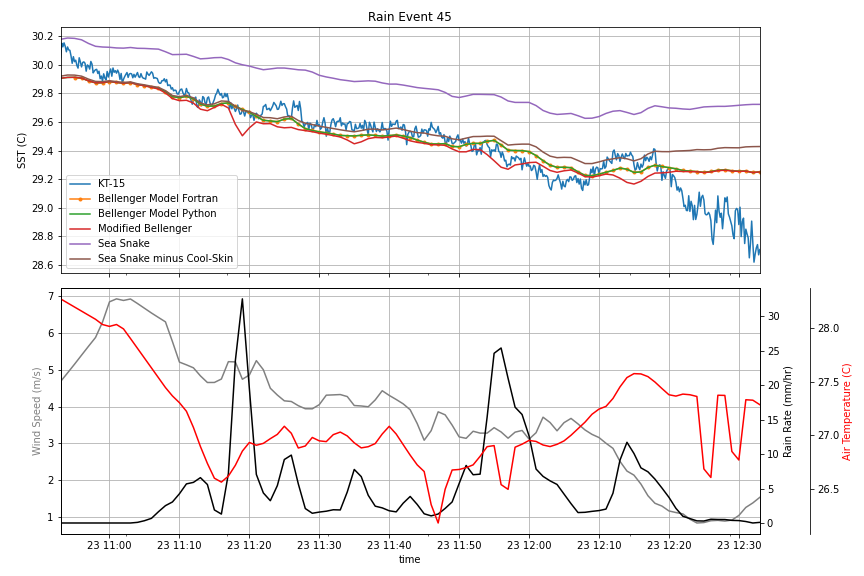 Rain Event 45
30.2
30.0
29.8
29.6
29.4
29.2
29.0
28.8
28.6
SST (C)
KT-15
Bellenger Model Fortran
Bellenger Model Python
Modified Bellenger
Sea Snake
Sea Snake minus Cool-Skin
7
6
5
4
3
2
1
Wind Speed (m/s)
30
25
20
15
10
5
0
Rain Rate (mm/hr)
28.0
27.5
27.0
26.5
Air Temperature (C)
23 11:00 23 11:10 23 11:20 23 11:30 23 11:40 23 11:50 23 12:00 23 12:10 23 12:20 23 12:30
time